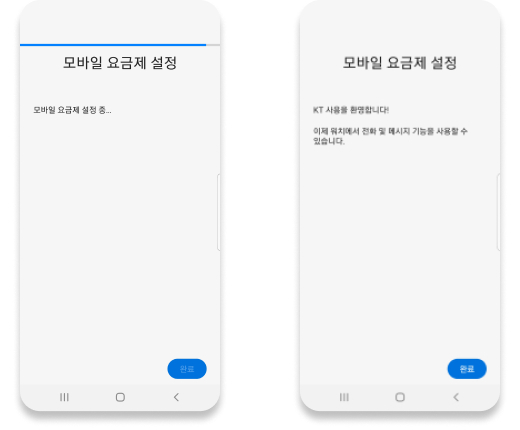 모바일 요금제 설정
모바일 요금제 설정 중...
완료
모바일 요금제 설정
KT 사용을 환영합니다!
이제 워치에서 전화 및 메시지 기능을 사용할 수
있습니다.
완료